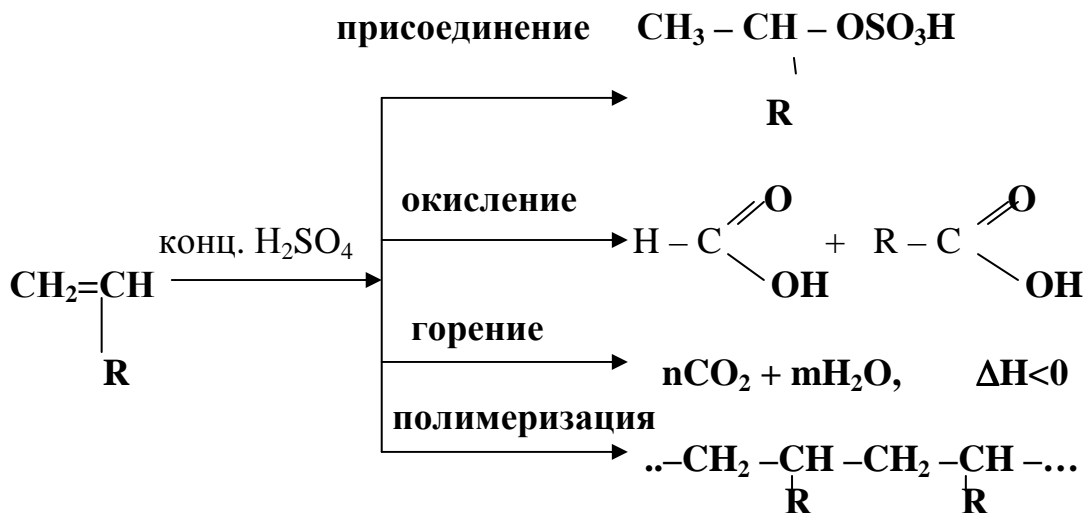 присоединение CH₃ – CH – OSO₃H
R
окисление
O O
конц. H₂SO₄ H – C + R – C
CH₂=CH OH OH
горение
R nCO₂ + mH₂O, ΔH<0
полимеризация
..–CH₂ –CH –CH₂ –CH –…
R R